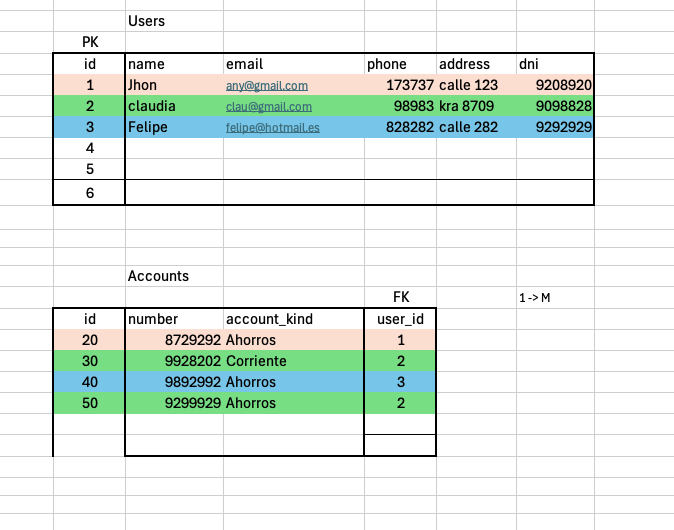 Users
PK
id name email phone address dni
1 Jhon any@gmail.com 173737 calle 123 9208920
2 claudia clau@gmail.com 98983 kra 8709 9098828
3 Felipe felipe@hotmail.es 828282 calle 282 9292929
4
5
6
Accounts
FK 1 -> M
id number account_kind user_id
20 8729292 Ahorros 1
30 9928202 Corriente 2
40 9892992 Ahorros 3
50 9299929 Ahorros 2